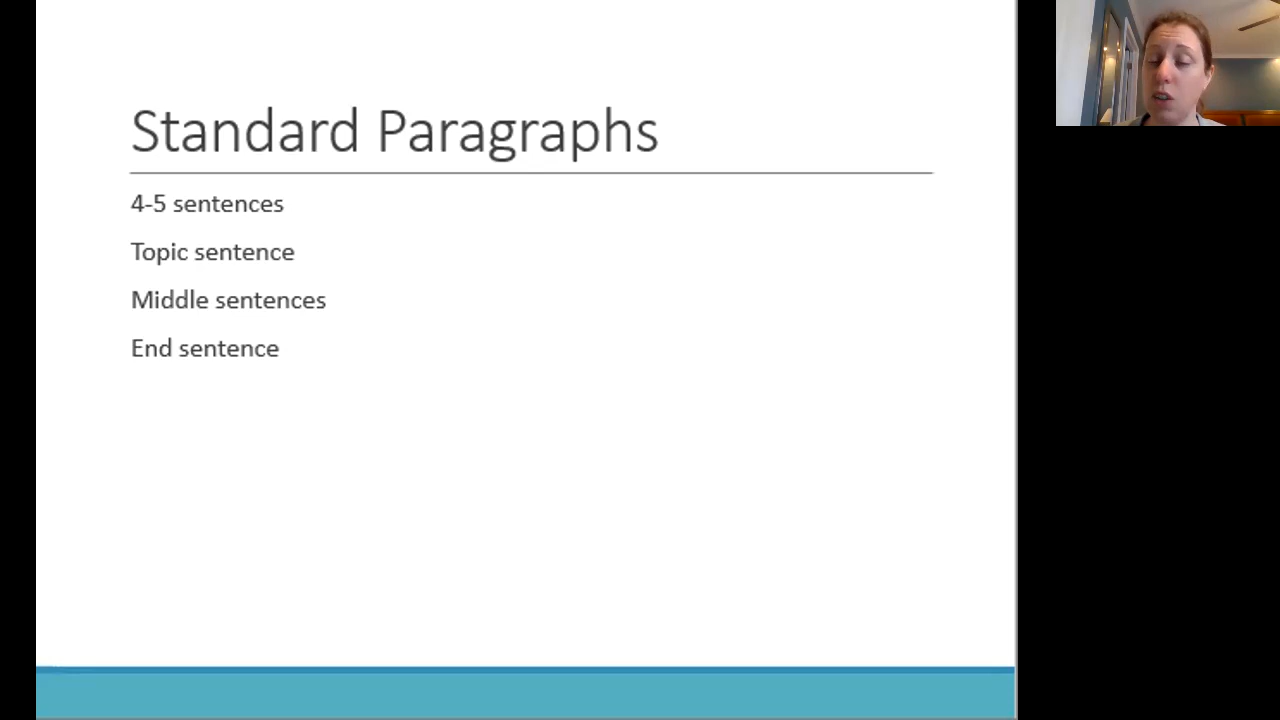 Standard Paragraphs
4-5 sentences
Topic sentence
Middle sentences
End sentence